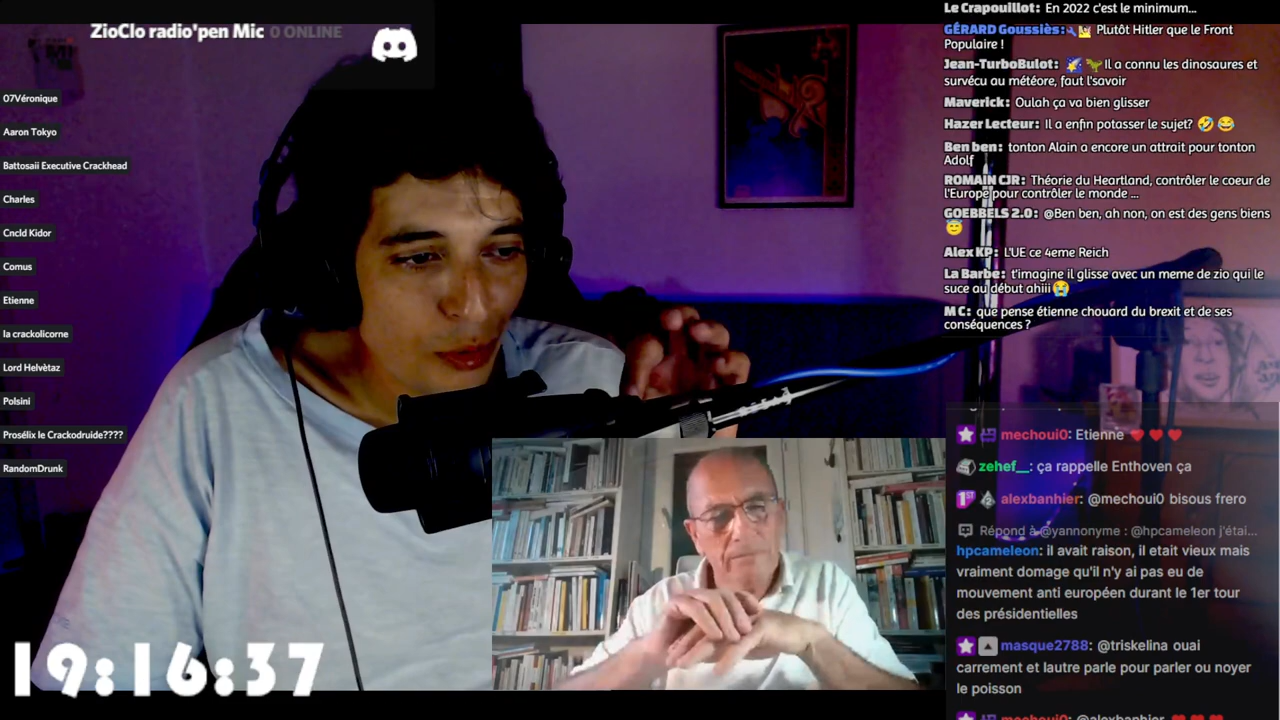 ZioClo radio'pen Mic 0 ONLINE
07Véronique
Aaron Tokyo
Battosaii Executive Crackhead
Charles
Cncld Kidor
Comus
Etienne
la crackolicorne
Lord Helvètaz
Polsini
Prosélix le Crackodruide????
RandomDrunk
19:16:37
Le Crapouillot: En 2022 c'est le minimum...
GÉRARD Goussiès: Plutôt Hitler que le Front
Populaire !
Jean-TurboBulot: Il a connu les dinosaures et
survécu au météore, faut l'savoir
Maverick: Oulah ça va bien glisser
Hazer Lecteur: Il a enfin potasser le sujet? 🤣 😂
Ben ben: tonton Alain a encore un attrait pour tonton
Adolf
ROMAIN CJR: Théorie du Heartland, contrôler le coeur de
l'Europe pour contrôler le monde ...
GOEBBELS 2.0: @Ben ben, ah non, on est des gens biens
😇
Alex KP: L'UE ce 4eme Reich
La Barbe: t'imagine il glisse avec un meme de zio qui le
suce au début ahiii😭
M C: que pense étienne chouard du brexit et de ses
conséquences ?
mechoui0: Etienne ♥ ♥ ♥
zehef__: ça rappelle Enthoven ça
1ST alexbanhier: @mechoui0 bisous frero
Répond à @yannonyme : @hpcameleon j'étai...
hpcameleon: il avait raison, il etait vieux mais
vraiment domage qu'il n'y ai pas eu de
mouvement anti européen durant le 1er tour
des présidentielles
masque2788: @triskelina ouai
carrement et lautre parle pour parler ou noyer
le poisson
mechoui0: @alexbanhier ♥ ♥ ♥